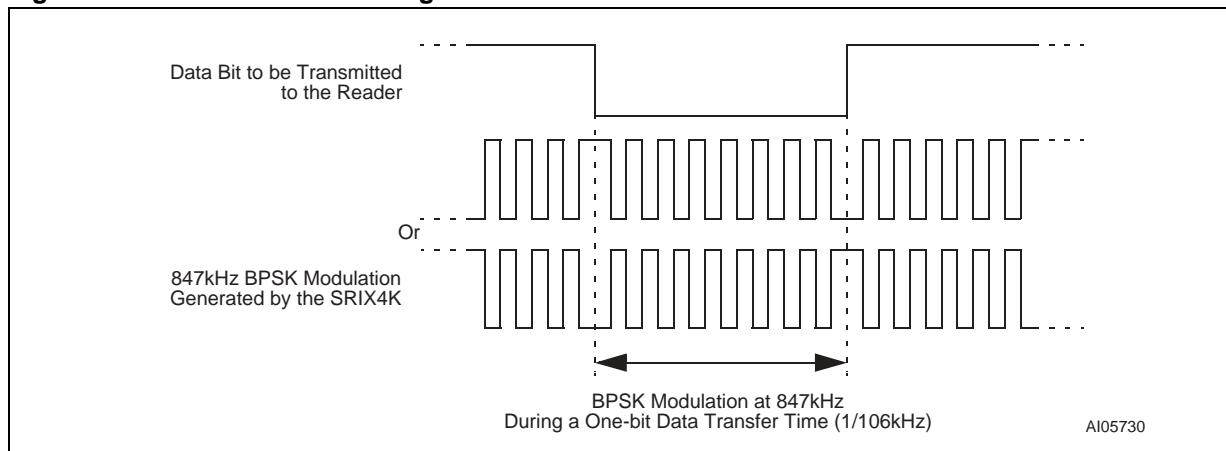 Data Bit to be Transmitted
to the Reader
Or
847kHz BPSK Modulation
Generated by the SRIX4K
BPSK Modulation at 847kHz
During a One-bit Data Transfer Time (1/106kHz)
AI05730